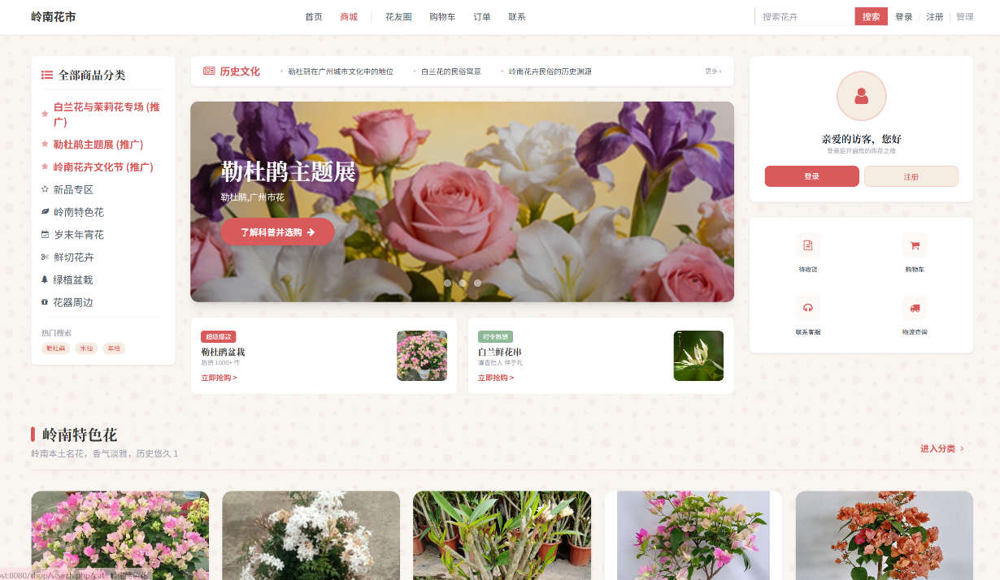 岭南花市
首页 商城 花友圈 购物车 订单 联系
搜索花卉 搜索 登录 / 注册 管理
全部商品分类
白兰花与茉莉花专场 (推
广)
勒杜鹃主题展 (推广)
岭南花卉文化节 (推广)
新品专区
岭南特色花
岁末年宵花
鲜切花卉
绿植盆栽
花器周边
热门搜索
勒杜鹃 水仙 年桔
历史文化 勒杜鹃在广州城市文化中的地位 白兰花的民俗寓意 岭南花卉民俗的历史渊源 更多
勒杜鹃主题展
勒杜鹃,广州市花
了解科普并选购
超级爆款
勒杜鹃盆栽
热销 1000+ 件
立即抢购 >
时令热销
白兰鲜花串
清香怡人 伴手礼
立即抢购 >
亲爱的访客，您好
登录后开启您的购花之旅
登录 注册
待收货 购物车
联系客服 物流查询
岭南特色花
岭南本土名花，香气淡雅，历史悠久 1
进入分类
ost:8080/shop/search.php?cat=岭南特色花